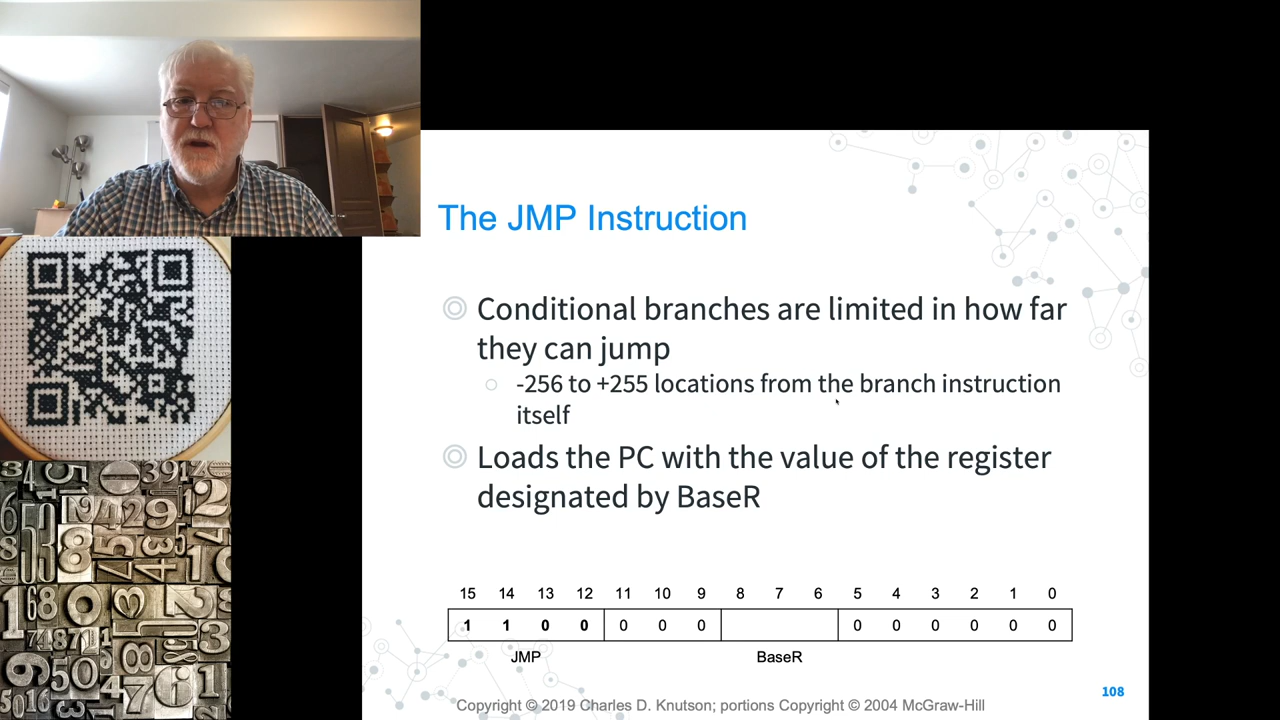 The JMP Instruction
Conditional branches are limited in how far
they can jump
-256 to +255 locations from the branch instruction
itself
Loads the PC with the value of the register
designated by BaseR
15 14 13 12 11 10 9 8 7 6 5 4 3 2 1 0
1 1 0 0 0 0 0 0 0 0 0 0 0
JMP BaseR
108
Copyright © 2019 Charles D. Knutson; portions Copyright © 2004 McGraw-Hill